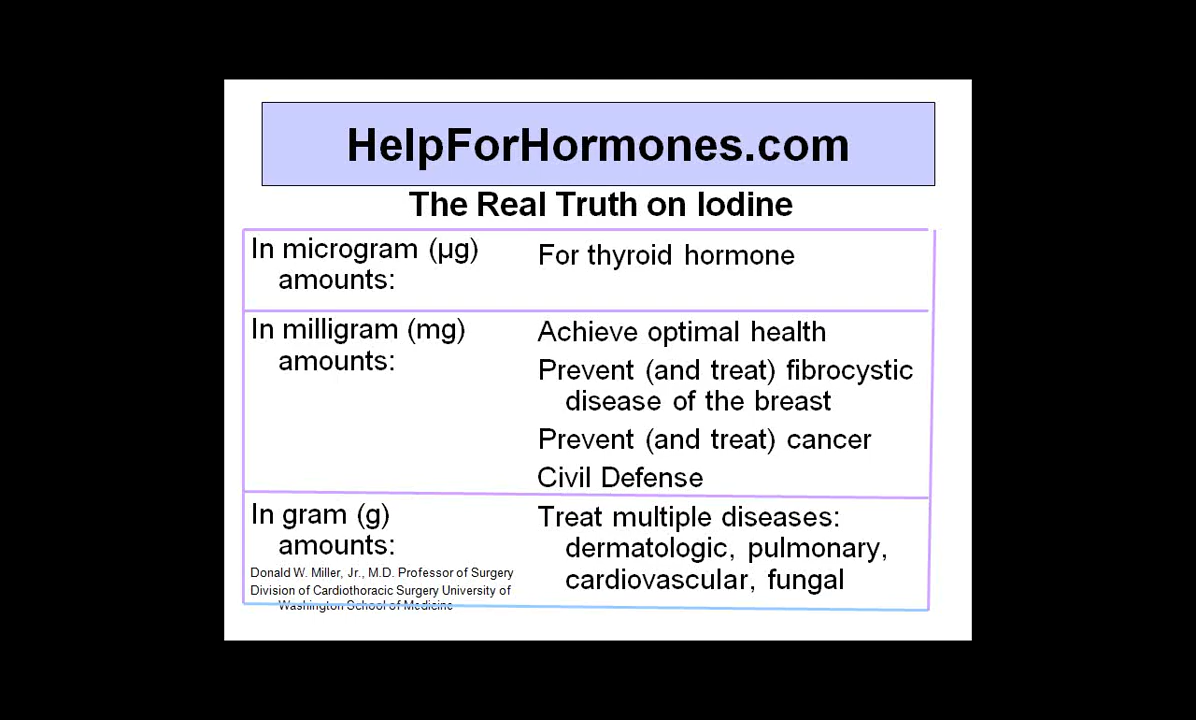 HelpForHormones.com
The Real Truth on Iodine
In microgram (µg)
amounts:
For thyroid hormone
In milligram (mg)
amounts:
Achieve optimal health
Prevent (and treat) fibrocystic
disease of the breast
Prevent (and treat) cancer
Civil Defense
In gram (g)
amounts:
Treat multiple diseases:
dermatologic, pulmonary,
cardiovascular, fungal
Donald W. Miller, Jr., M.D. Professor of Surgery
Division of Cardiothoracic Surgery University of
Washington School of Medicine